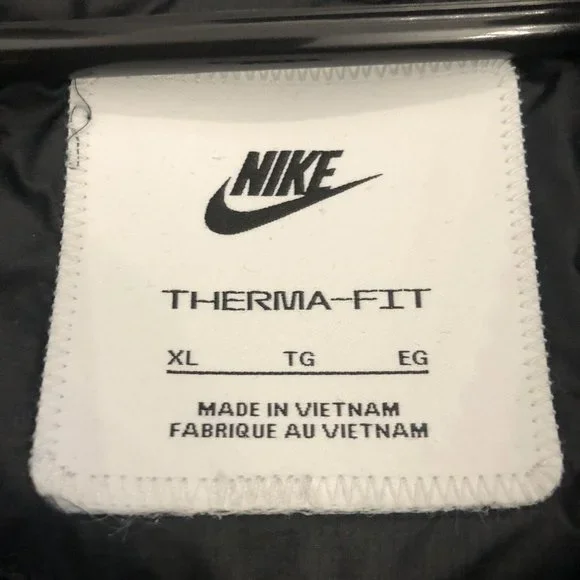 NIKE
THERMA-FIT
XL TG EG
MADE IN VIETNAM
FABRIQUE AU VIETNAM